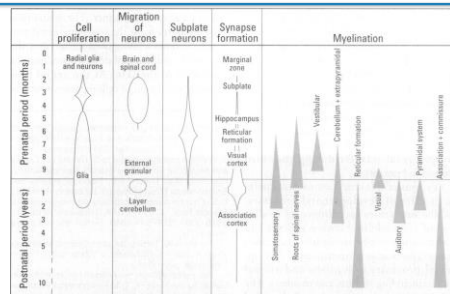 Cell proliferation
Migration of neurons
Subplate neurons
Synapse formation
Myelination
Prenatal period (months)
0
1
2
3
4
5
6
7
8
9
Postnatal period (years)
1
2
3
4
5
10
Radial glia
and neurons
Glia
Brain and
spinal cord
External
granular
Layer
cerebellum
Marginal
zone
Subplate
Hippocampus
Reticular
formation
Visual
cortex
Association
cortex
Somatosensory
Roots of spinal nerves
Vestibular
Cerebellum + extrapyramidal
Reticular formation
Visual
Auditory
Pyramidal system
Association + commissure